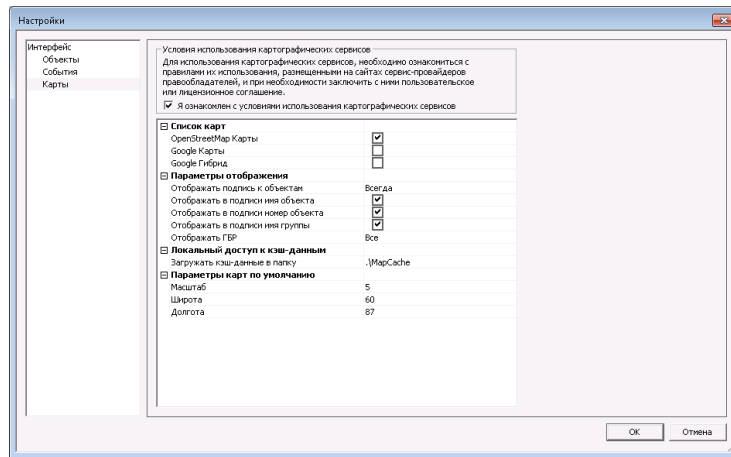 Настройки
Интерфейс
Объекты
События
Карты
Условия использования картографических сервисов
Для использования картографических сервисов, необходимо ознакомиться с
правилами их использования, размещенными на сайтах сервис-провайдеров
правообладателей, и при необходимости заключить с ними пользовательское
или лицензионное соглашение.
Я ознакомлен с условиями использования картографических сервисов
Список карт
OpenStreetMap Карты
Google Карты
Google Гибрид
Параметры отображения
Отображать подпись к объектам Всегда
Отображать в подписи имя объекта
Отображать в подписи номер объекта
Отображать в подписи имя группы
Отображать ГБР Все
Локальный доступ к кэш-данным
Загружать кэш-данные в папку .\MapCache
Параметры карт по умолчанию
Масштаб 5
Широта 60
Долгота 87
OK Отмена